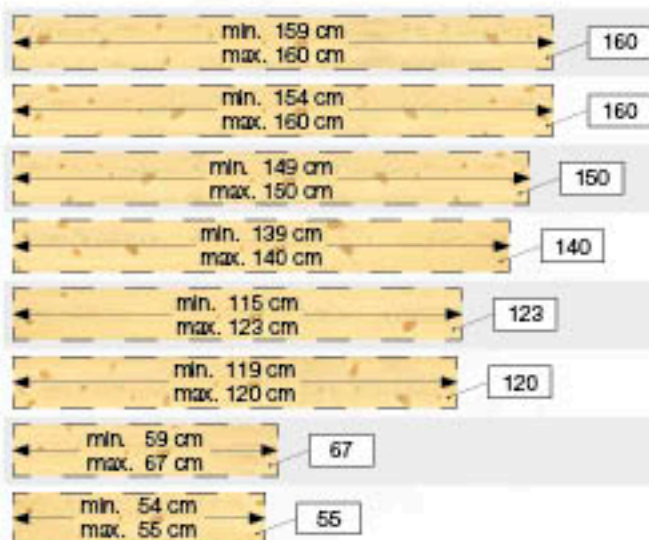 min. 159 cm
max. 160 cm
160
min. 154 cm
max. 160 cm
160
min. 149 cm
max. 150 cm
150
min. 139 cm
max. 140 cm
140
min. 115 cm
max. 123 cm
123
min. 119 cm
max. 120 cm
120
min. 59 cm
max. 67 cm
67
min. 54 cm
max. 55 cm
55